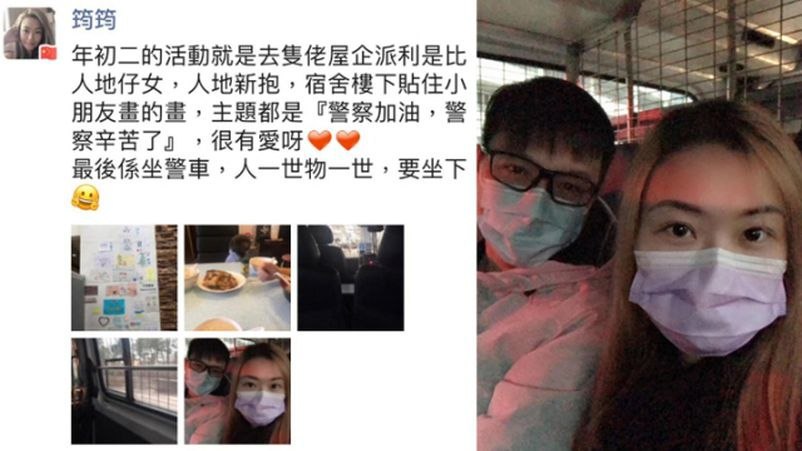 筠筠
年初二的活動就是去隻佬屋企派利是比
人地仔女，人地新抱，宿舍樓下貼住小
朋友畫的畫，主題都是『警察加油，警
察辛苦了』，很有愛呀❤️❤️
最後係坐警車，人一世物一世，要坐下
🤗